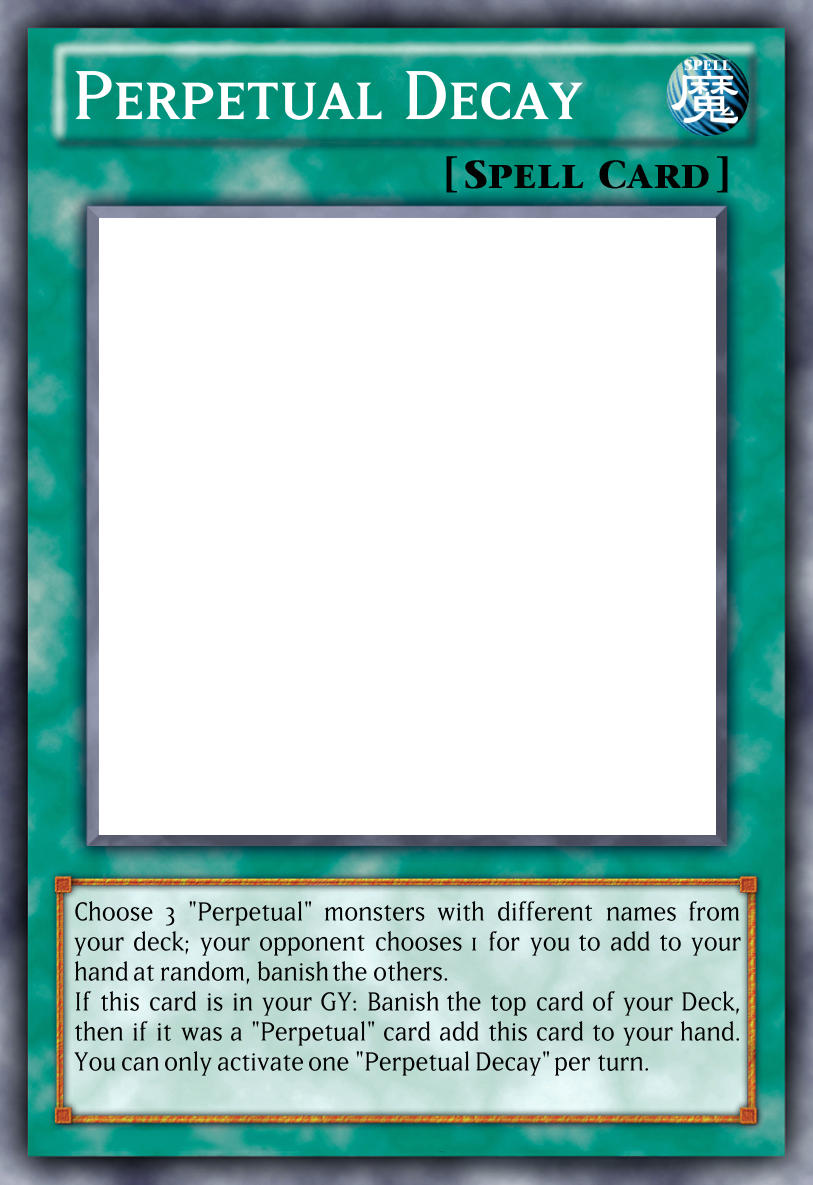 Perpetual Decay
SPELL
魔
[Spell Card]
Choose 3 "Perpetual" monsters with different names from
your deck; your opponent chooses 1 for you to add to your
hand at random, banish the others.
If this card is in your GY: Banish the top card of your Deck,
then if it was a "Perpetual" card add this card to your hand.
You can only activate one "Perpetual Decay" per turn.